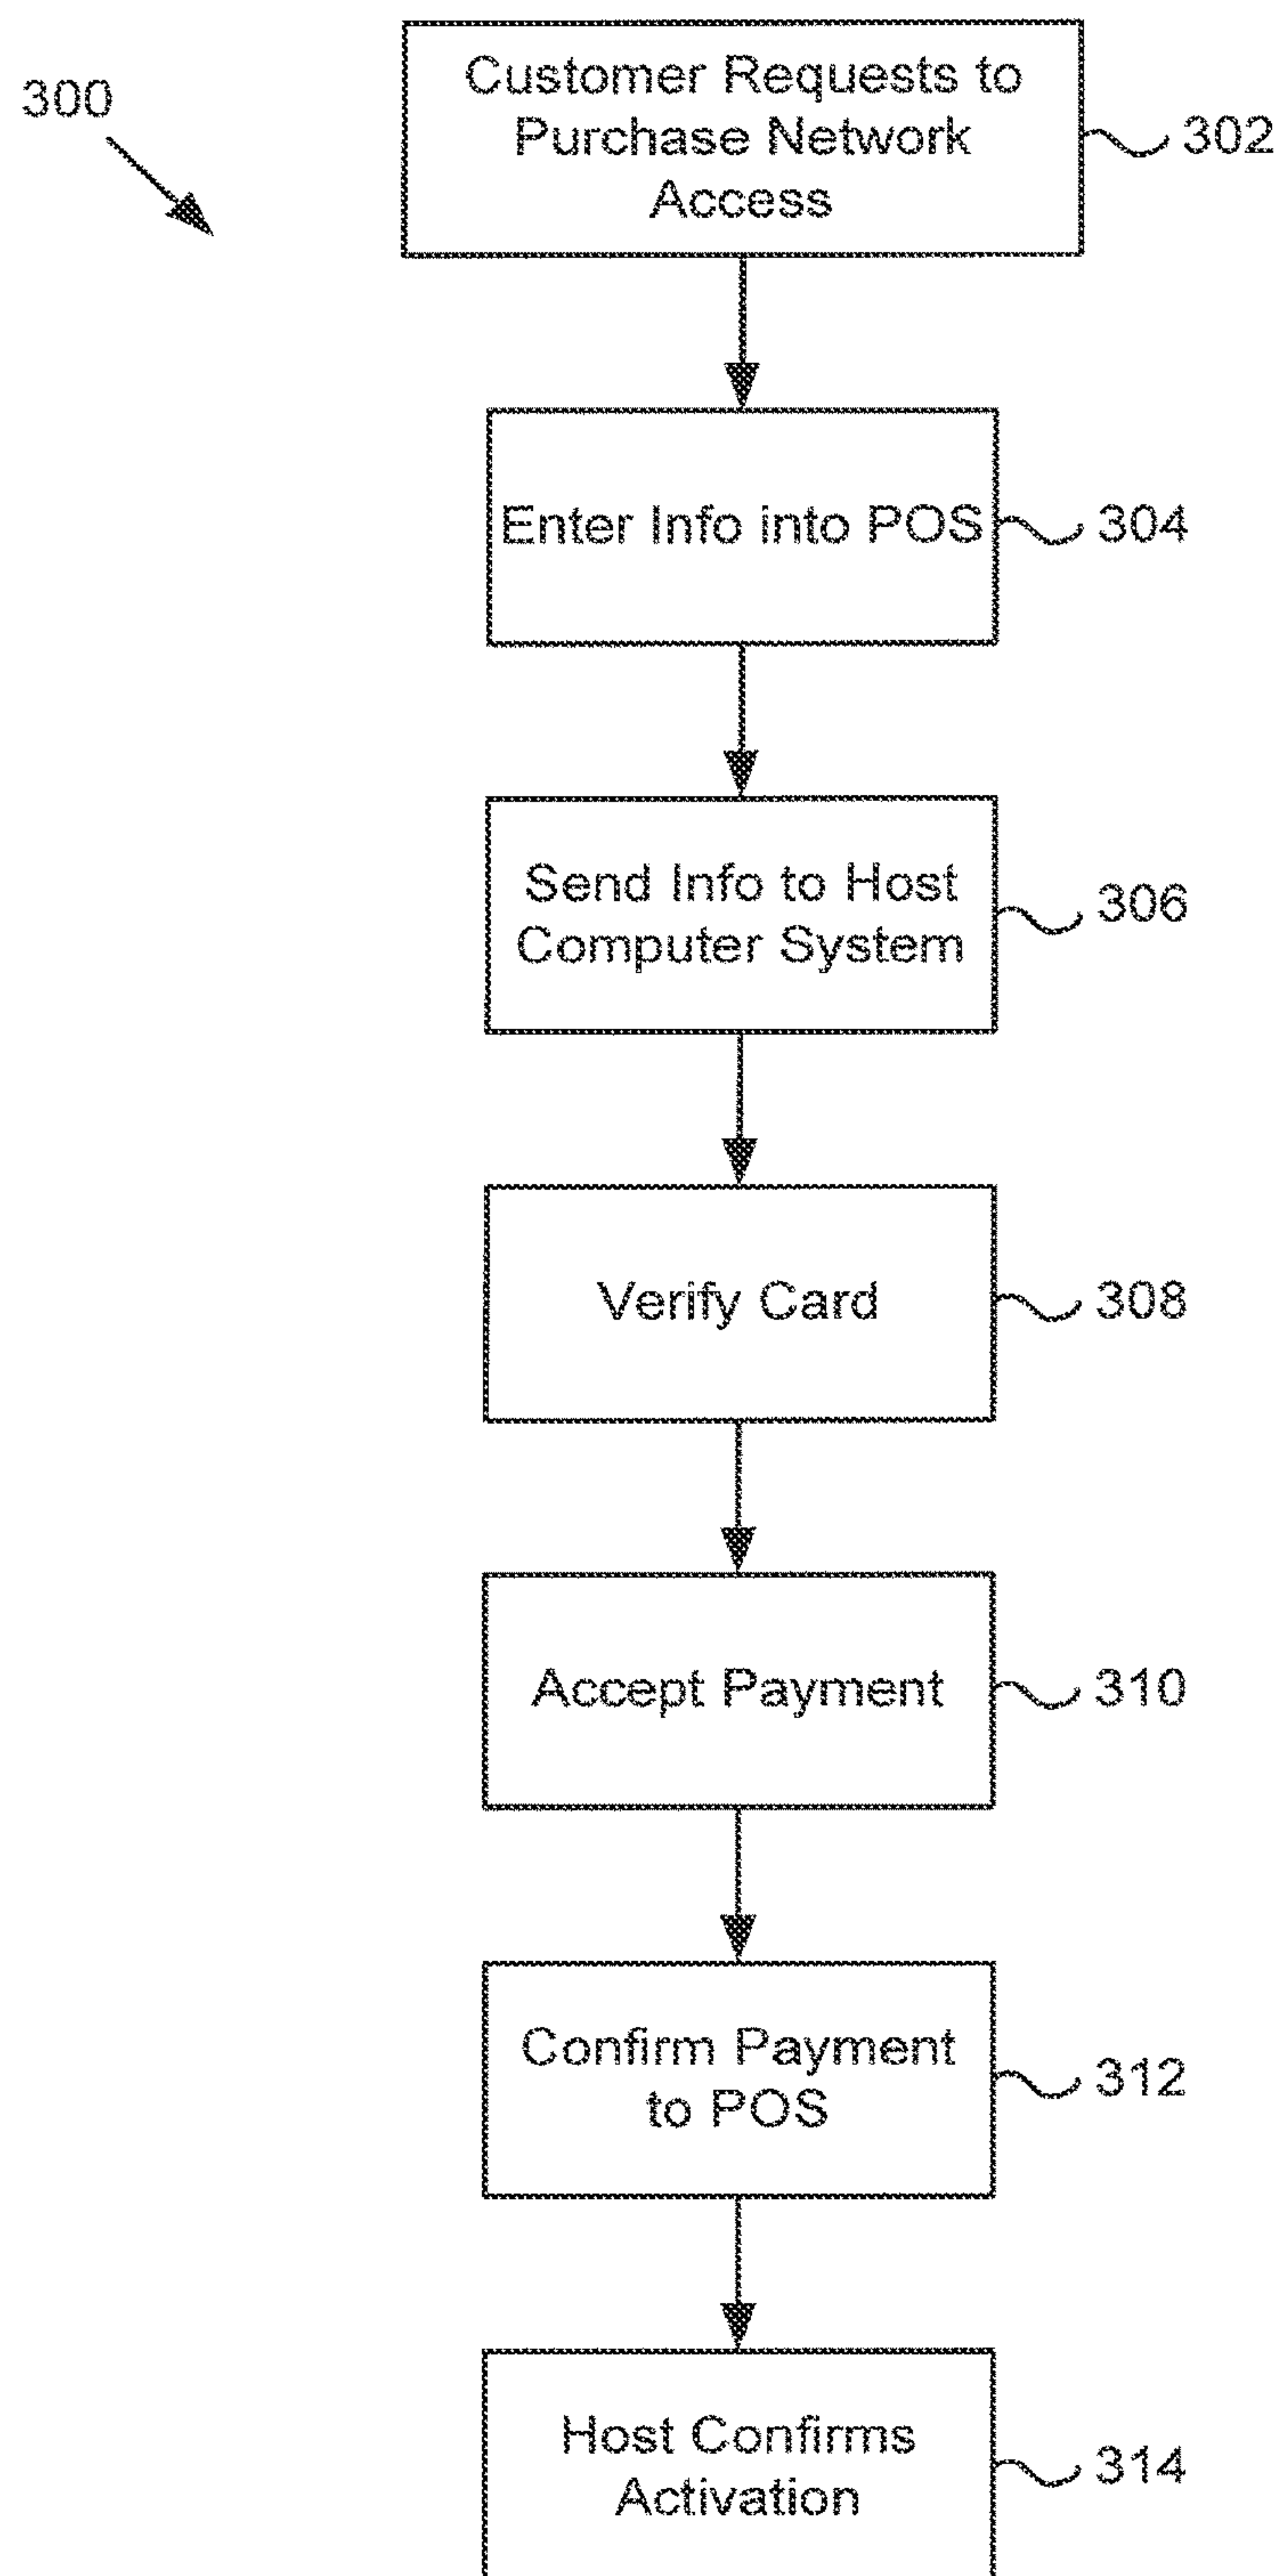 300
Customer Requests to
Purchase Network
Access
302
Enter Info into POS
304
Send Info to Host
Computer System
306
Verify Card
308
Accept Payment
310
Confirm Payment
to POS
312
Host Confirms
Activation
314